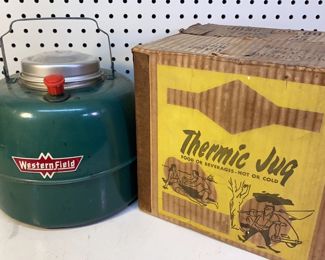 Western Field
Thermic Jug
FOOD OR BEVERAGES - HOT OR COLD